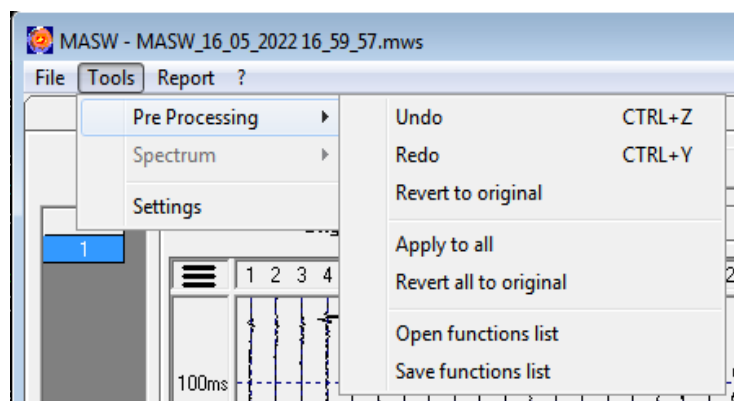 MASW - MASW_16_05_2022 16_59_57.mws
File Tools Report ?
Pre Processing
Spectrum
Settings
Undo CTRL+Z
Redo CTRL+Y
Revert to original
Apply to all
Revert all to original
Open functions list
Save functions list
1
1 2 3 4
2
100ms